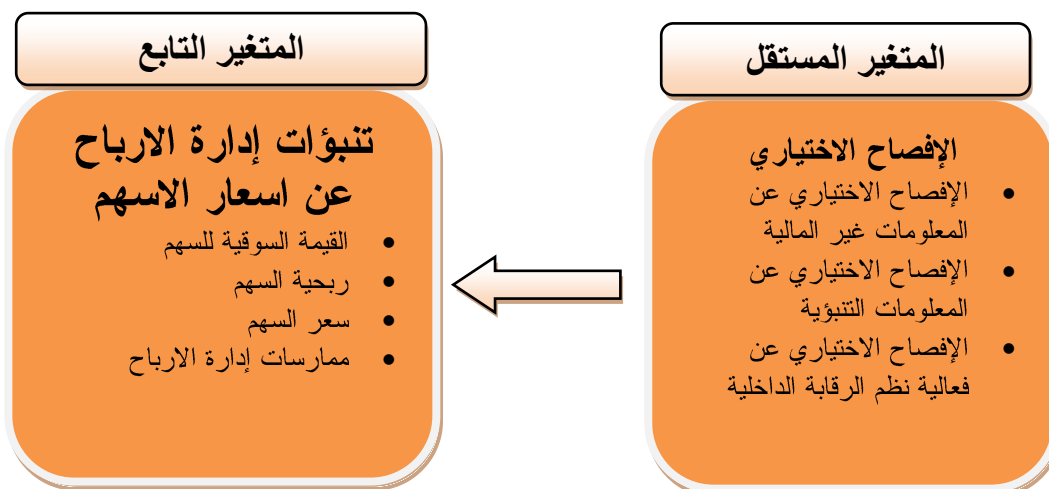 المتغير المستقل
الإفصاح الاختياري
• الإفصاح الاختياري عن
المعلومات غير المالية
• الإفصاح الاختياري عن
المعلومات التنبؤية
• الإفصاح الاختياري عن
فعالية نظم الرقابة الداخلية
المتغير التابع
تنبؤات إدارة الارباح
عن اسعار الاسهم
• القيمة السوقية للسهم
• ربحية السهم
• سعر السهم
• ممارسات إدارة الارباح